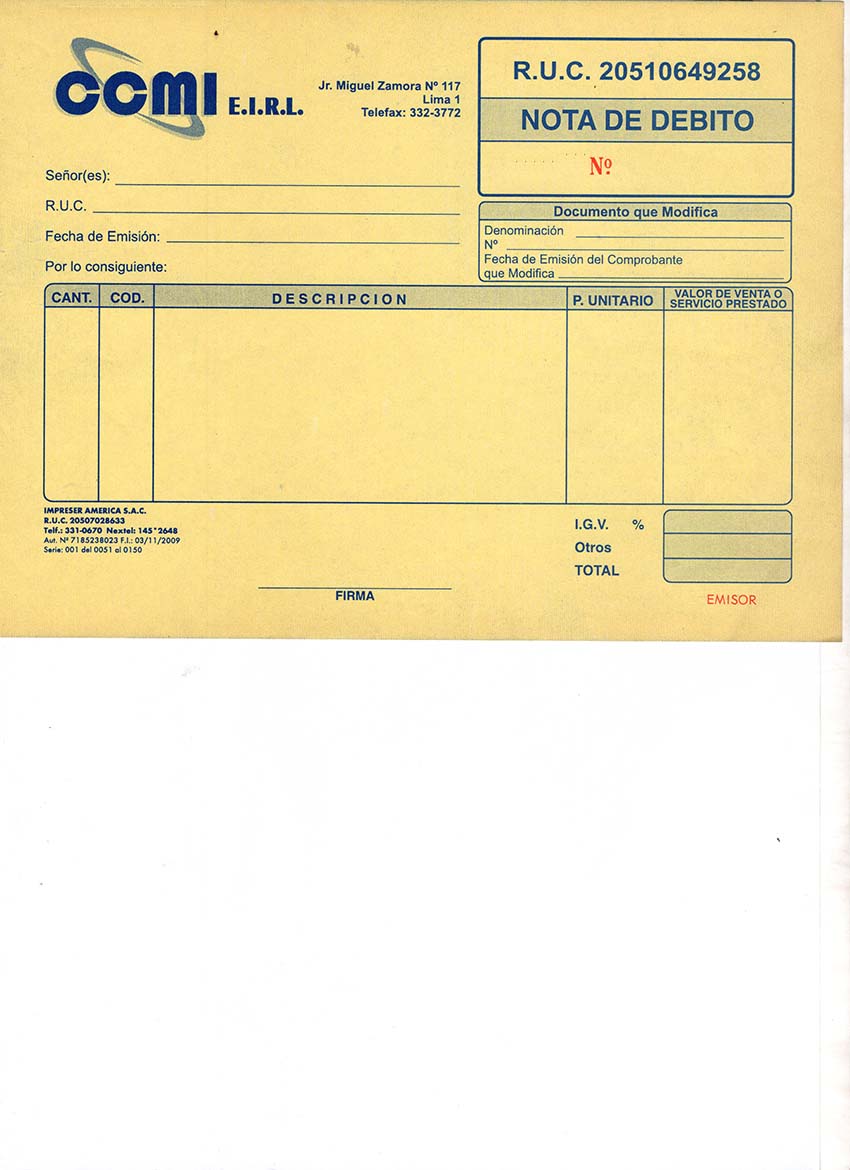 CCMI E.I.R.L.
Jr. Miguel Zamora Nº 117
Lima 1
Telefax: 332-3772
R.U.C. 20510649258
NOTA DE DEBITO
Nº
Señor(es):
R.U.C.
Fecha de Emisión:
Por lo consiguiente:
Documento que Modifica
Denominación
Nº
Fecha de Emisión del Comprobante
que Modifica
CANT. COD. DESCRIPCION P. UNITARIO VALOR DE VENTA O
SERVICIO PRESTADO
IMPRESER AMERICA S.A.C.
R.U.C. 20507028633
Telf.: 331-0670 Nextel: 145*2648
Aut. Nº 7185238023 F.I.: 03/11/2009
Serie: 001 del 0051 al 0150
I.G.V. %
Otros
TOTAL
FIRMA
EMISOR